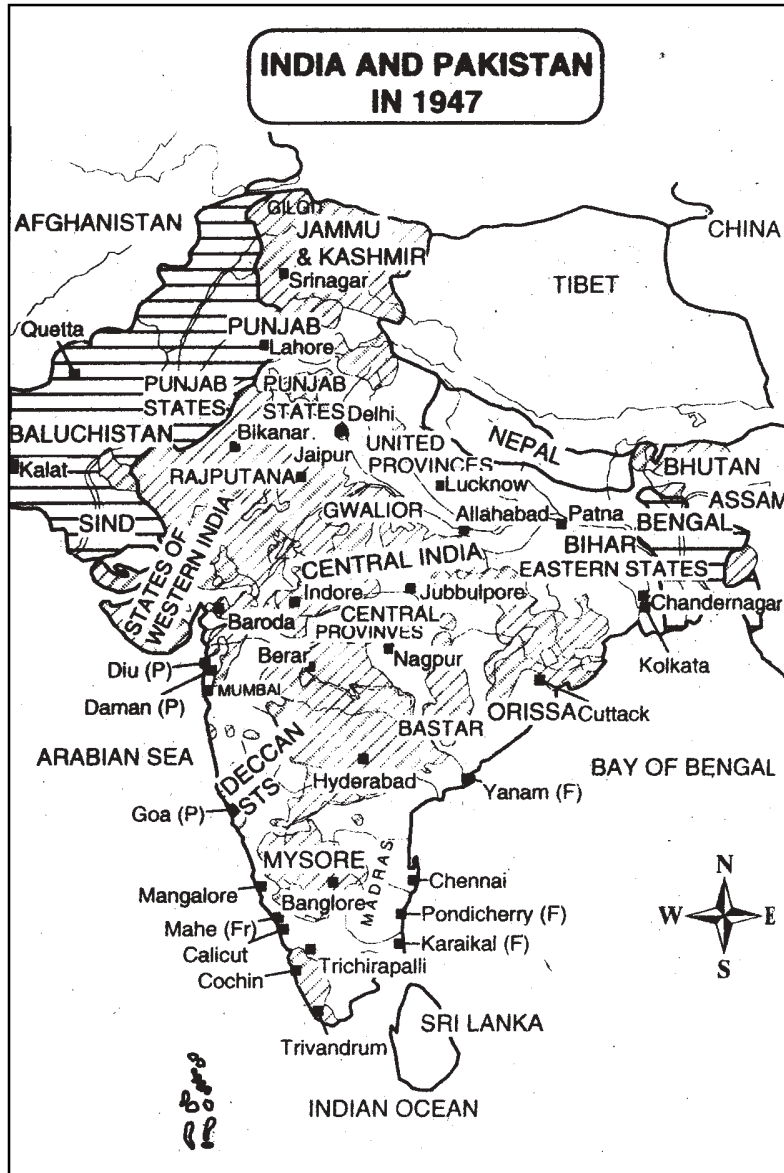 INDIA AND PAKISTAN
IN 1947
AFGHANISTAN
GILGIT
JAMMU
& KASHMIR
Srinagar
CHINA
TIBET
Quetta
PUNJAB
Lahore
PUNJAB
STATES
PUNJAB
STATES
Delhi
BALUCHISTAN
Bikanar
Jaipur
UNITED
PROVINCES
NEPAL
BHUTAN
Kalat
RAJPUTANA
Lucknow
ASSAM
SIND
GWALIOR
Allahabad
Patna
BENGAL
BIHAR
STATES OF
WESTERN INDIA
CENTRAL INDIA
EASTERN STATES
Indore
Jubbulpore
Chandernagar
Baroda
CENTRAL
PROVINVES
Kolkata
Diu (P)
Berar
Nagpur
Daman (P)
MUMBAI
ORISSA
Cuttack
BASTAR
ARABIAN SEA
DECCAN
STS
Hyderabad
BAY OF BENGAL
Yanam (F)
Goa (P)
MYSORE
MADRAS
Chennai
Mangalore
Banglore
Pondicherry (F)
Mahe (Fr)
Karaikal (F)
Calicut
Trichirapalli
Cochin
N
W
E
S
SRI LANKA
Trivandrum
INDIAN OCEAN